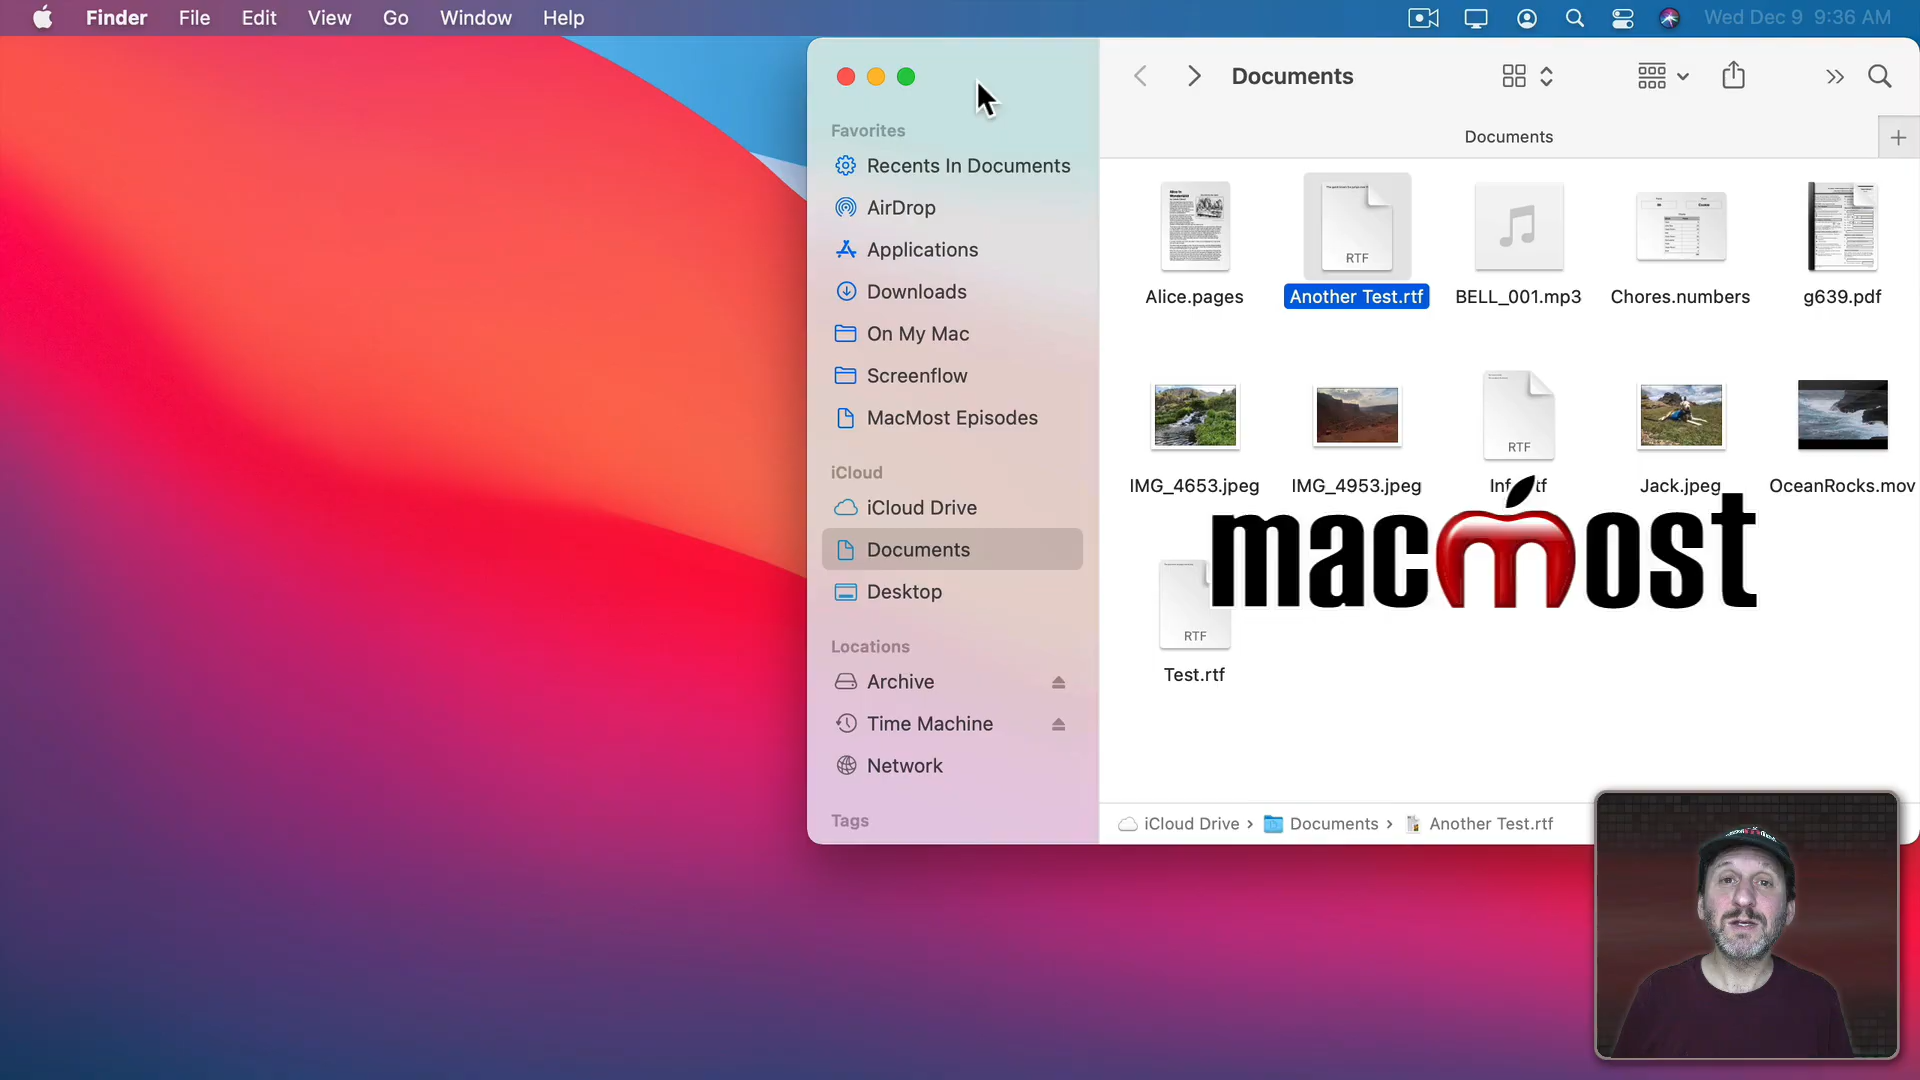 Finder File Edit View Go Window Help
Wed Dec 9 9:36 AM
Documents
Favorites
Recents In Documents
AirDrop
Applications
Downloads
On My Mac
Screenflow
MacMost Episodes
iCloud
iCloud Drive
Documents
Desktop
Locations
Archive
Time Machine
Network
Tags
Documents
RTF
Alice.pages Another Test.rtf BELL_001.mp3 Chores.numbers g639.pdf
RTF
IMG_4653.jpeg IMG_4953.jpeg Jack.jpeg OceanRocks.mov
macmost
RTF
Test.rtf
iCloud Drive › Documents › Another Test.rtf